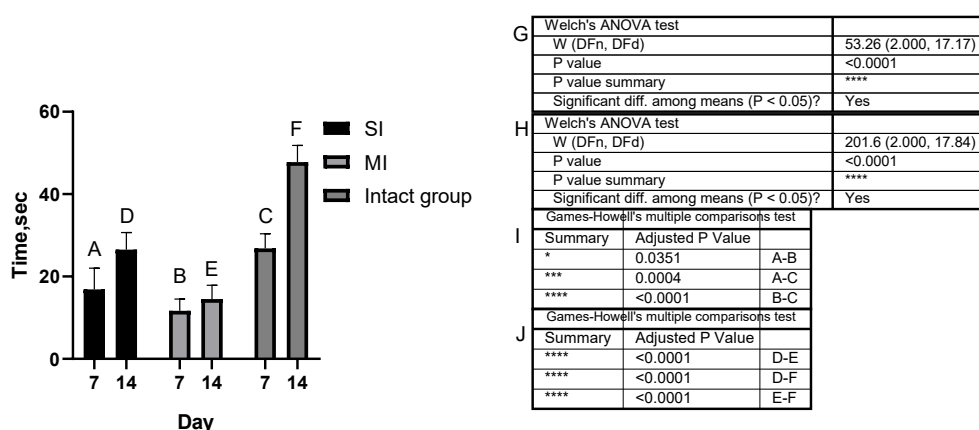 G
Welch's ANOVA test
W (DFn, DFd) 53.26 (2.000, 17.17)
P value <0.0001
P value summary ****
Significant diff. among means (P < 0.05)? Yes
H
Welch's ANOVA test
W (DFn, DFd) 201.6 (2.000, 17.84)
P value <0.0001
P value summary ****
Significant diff. among means (P < 0.05)? Yes
I
Games-Howell's multiple comparisons test
Summary Adjusted P Value
* 0.0351 A-B
*** 0.0004 A-C
**** <0.0001 B-C
J
Games-Howell's multiple comparisons test
Summary Adjusted P Value
**** <0.0001 D-E
**** <0.0001 D-F
**** <0.0001 E-F
Time,sec
60
40
20
0
A
D
B
E
C
F
SI
MI
Intact group
7 14 7 14 7 14
Day